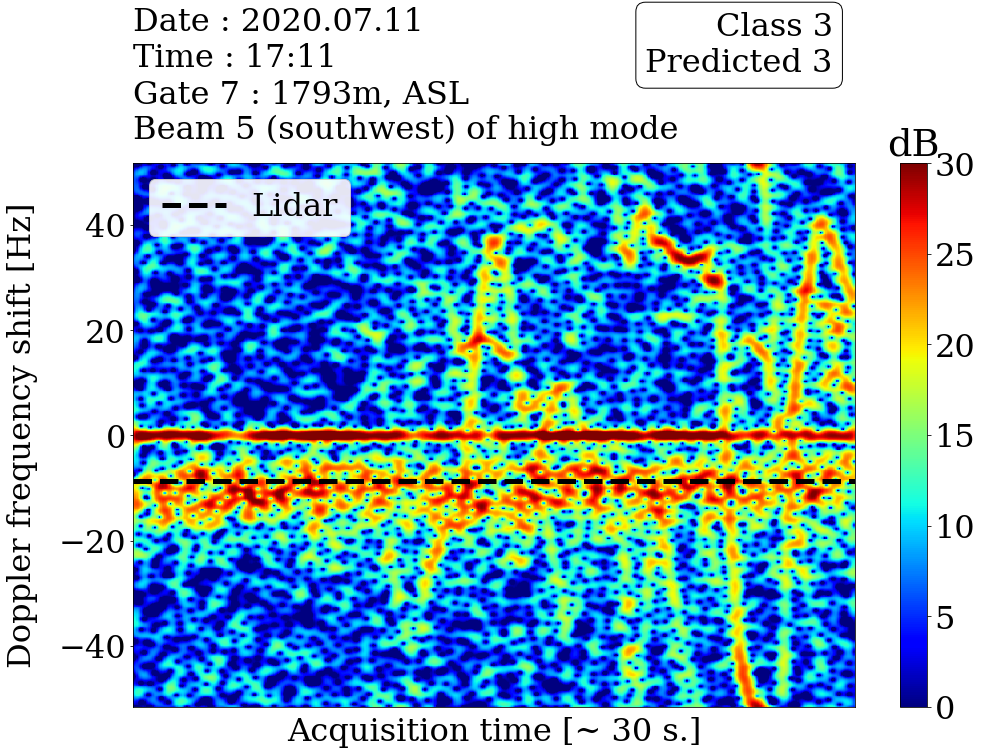 Date : 2020.07.11
Time : 17:11
Gate 7 : 1793m, ASL
Beam 5 (southwest) of high mode
Class 3
Predicted 3
dB
Lidar
Doppler frequency shift [Hz]
40
20
0
−20
−40
30
25
20
15
10
5
0
Acquisition time [~ 30 s.]